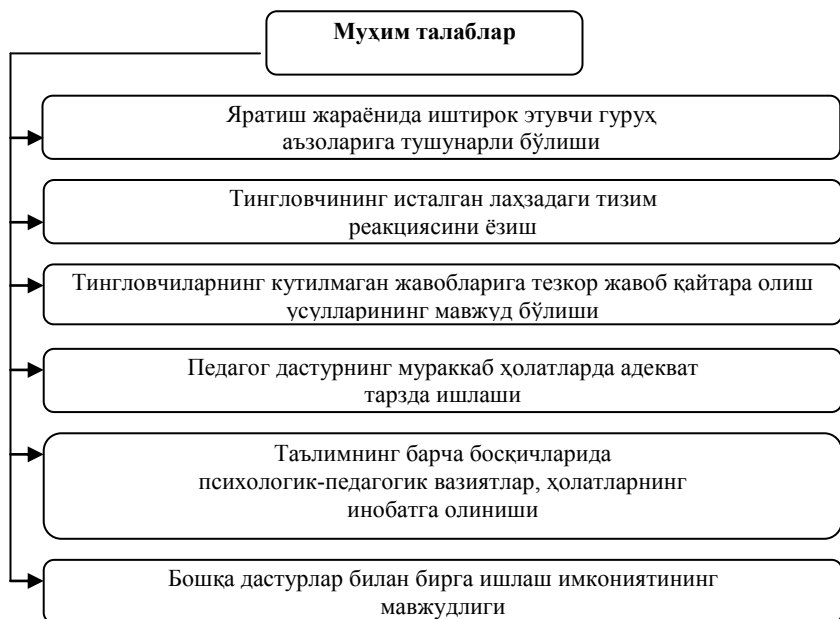 Муҳим талаблар
Яратиш жараёнида иштирок этувчи гуруҳ
аъзоларига тушунарли бўлиши
Тингловчининг исталган лаҳзадаги тизим
реакциясини ёзиш
Тингловчиларнинг кутилмаган жавобларига тезкор жавоб қайтара олиш
усулларининг мавжуд бўлиши
Педагог дастурнинг мураккаб ҳолатларда адекват
тарзда ишлаши
Таълимнинг барча босқичларида
психологик-педагогик вазиятлар, ҳолатларнинг
инобатга олиниши
Бошқа дастурлар билан бирга ишлаш имкониятининг
мавжудлиги